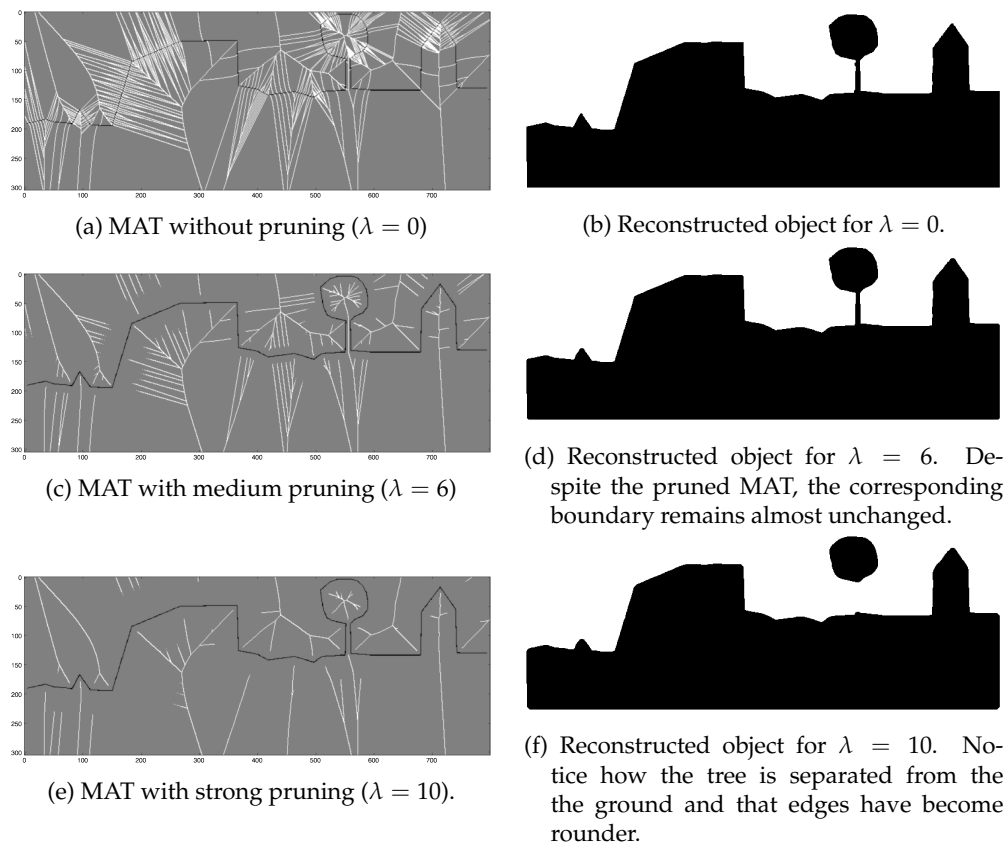 0
50
100
150
200
250
300
0 100 200 300 400 500 600 700
(a) MAT without pruning (λ = 0)
(b) Reconstructed object for λ = 0.
0
50
100
150
200
250
300
0 100 200 300 400 500 600 700
(c) MAT with medium pruning (λ = 6)
(d) Reconstructed object for λ = 6. De-
spite the pruned MAT, the corresponding
boundary remains almost unchanged.
0
50
100
150
200
250
300
0 100 200 300 400 500 600 700
(e) MAT with strong pruning (λ = 10).
(f) Reconstructed object for λ = 10. No-
tice how the tree is separated from the
the ground and that edges have become
rounder.